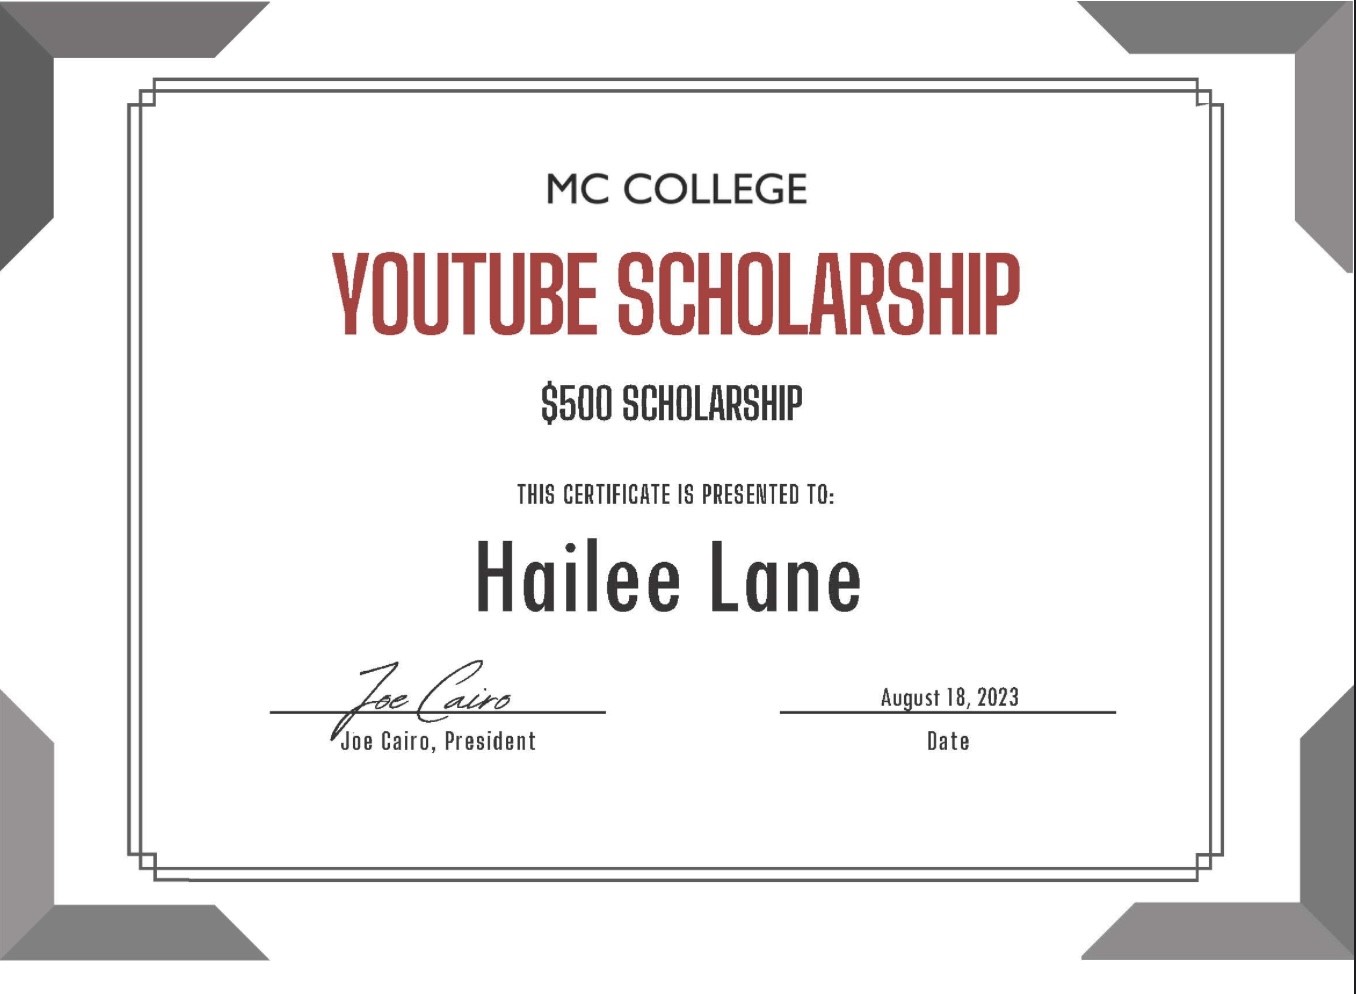 MC COLLEGE
YOUTUBE SCHOLARSHIP
$500 SCHOLARSHIP
THIS CERTIFICATE IS PRESENTED TO:
Hailee Lane
Joe Cairo
August 18, 2023
Joe Cairo, President
Date